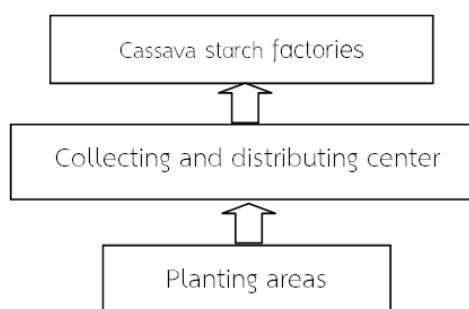 Cassava starch factories
Collecting and distributing center
Planting areas